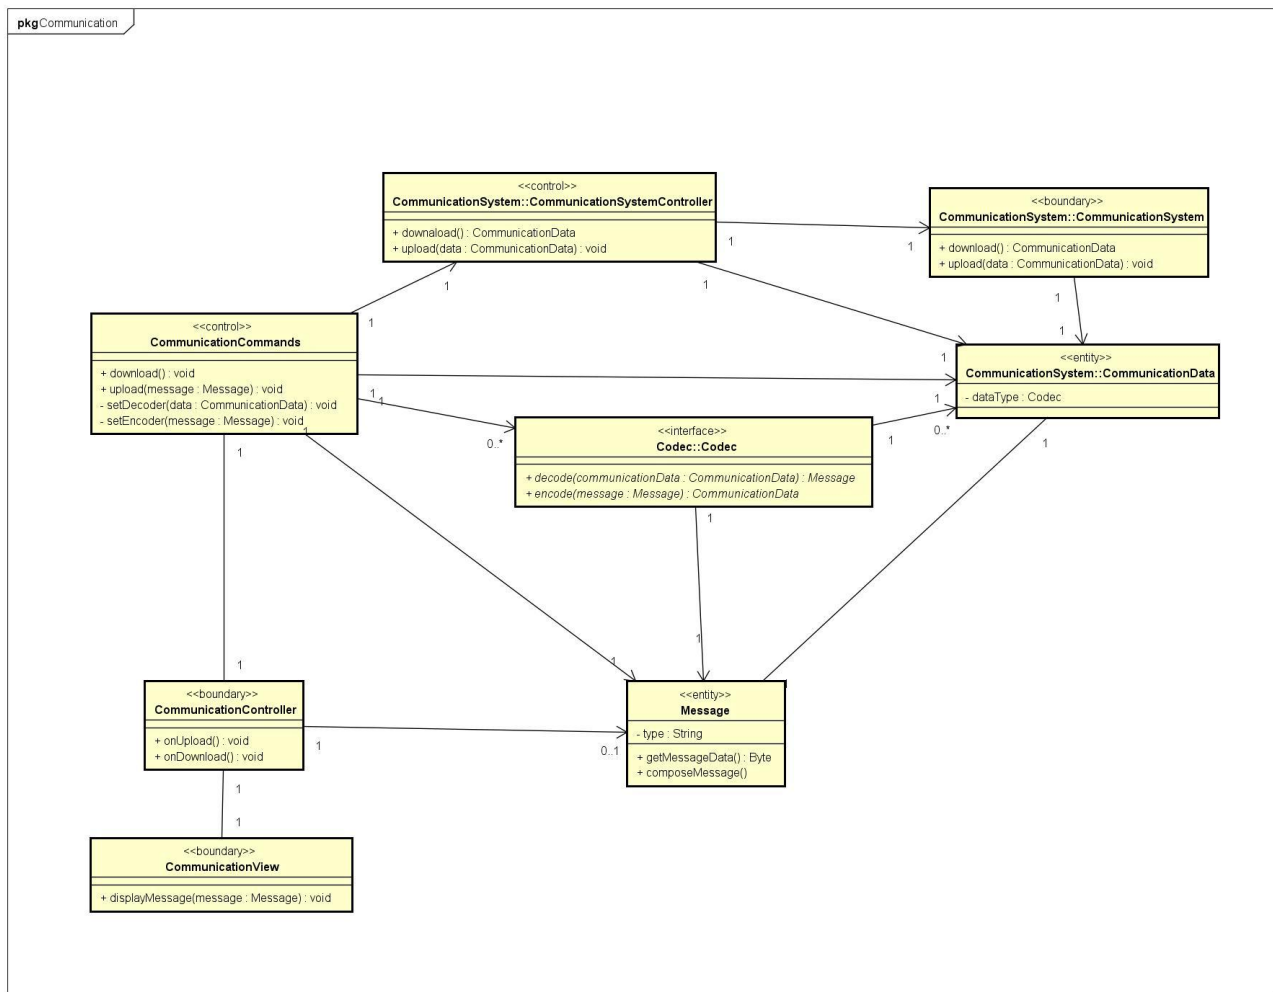 pkg Communication
<<control>>
CommunicationSystem::CommunicationSystemController
+ downaload() : CommunicationData
+ upload(data : CommunicationData) : void
<<boundary>>
CommunicationSystem::CommunicationSystem
+ download() : CommunicationData
+ upload(data : CommunicationData) : void
1
1
1
1
1
1
1
1
<<control>>
CommunicationCommands
+ download() : void
+ upload(message : Message) : void
- setDecoder(data : CommunicationData) : void
- setEncoder(message : Message) : void
<<entity>>
CommunicationSystem::CommunicationData
- dataType : Codec
1
1
0..*
<<interface>>
Codec::Codec
+ decode(communicationData : CommunicationData) : Message
+ encode(message : Message) : CommunicationData
1
1
0..*
1
1
1
1
1
1
1
<<boundary>>
CommunicationController
+ onUpload() : void
+ onDownload() : void
1
0..1
<<entity>>
Message
- type : String
+ getMessageData() : Byte
+ composeMessage()
1
1
<<boundary>>
CommunicationView
+ displayMessage(message : Message) : void